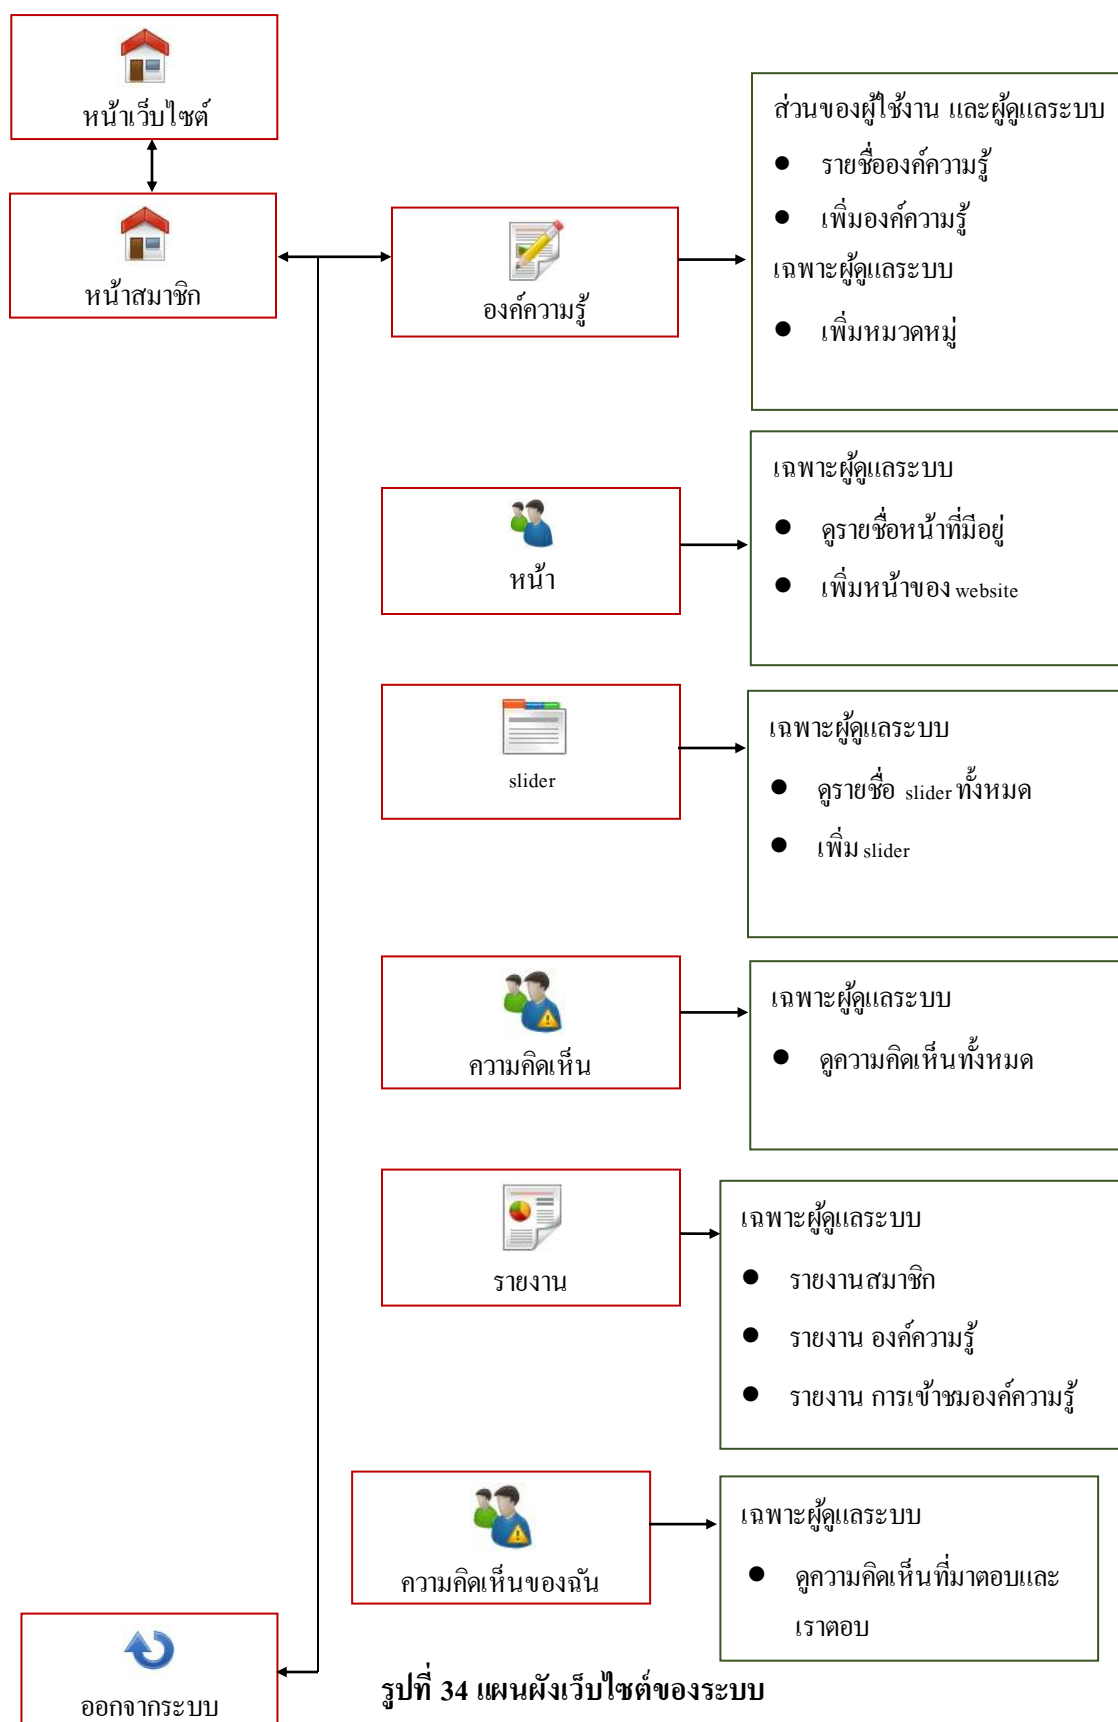 หน้าเว็บไซต์
หน้าสมาชิก
องค์ความรู้
ส่วนของผู้ใช้งาน และผู้ดูแลระบบ
● รายชื่อองค์ความรู้
● เพิ่มองค์ความรู้
เฉพาะผู้ดูแลระบบ
● เพิ่มหมวดหมู่
หน้า
เฉพาะผู้ดูแลระบบ
● ดูรายชื่อหน้าที่มีอยู่
● เพิ่มหน้าของ website
slider
เฉพาะผู้ดูแลระบบ
● ดูรายชื่อ slider ทั้งหมด
● เพิ่ม slider
ความคิดเห็น
เฉพาะผู้ดูแลระบบ
● ดูความคิดเห็นทั้งหมด
รายงาน
เฉพาะผู้ดูแลระบบ
● รายงานสมาชิก
● รายงาน องค์ความรู้
● รายงาน การเข้าชมองค์ความรู้
ความคิดเห็นของฉัน
เฉพาะผู้ดูแลระบบ
● ดูความคิดเห็นที่มาตอบและ
เราตอบ
ออกจากระบบ
รูปที่ 34 แผนผังเว็บไซต์ของระบบ